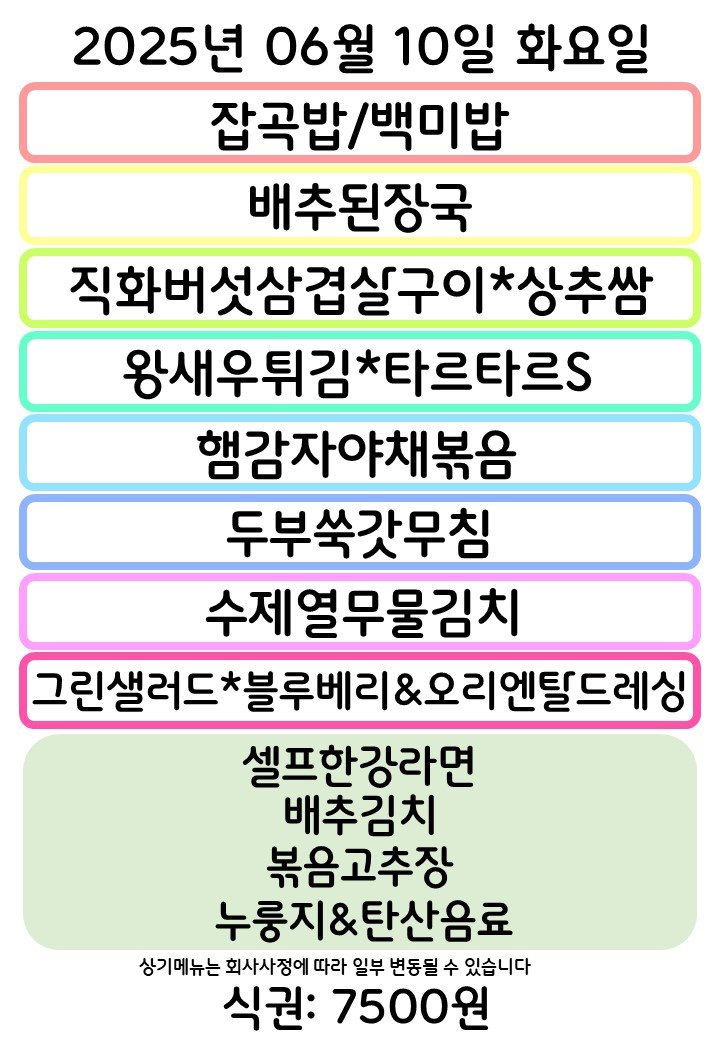 2025년 06월 10일 화요일
잡곡밥/백미밥
배추된장국
직화버섯삼겹살구이*상추쌈
왕새우튀김*타르타르S
햄감자야채볶음
두부쑥갓무침
수제열무물김치
그린샐러드*블루베리&오리엔탈드레싱
셀프한강라면
배추김치
볶음고추장
누룽지&탄산음료
상기메뉴는 회사사정에 따라 일부 변동될 수 있습니다
식권: 7500원